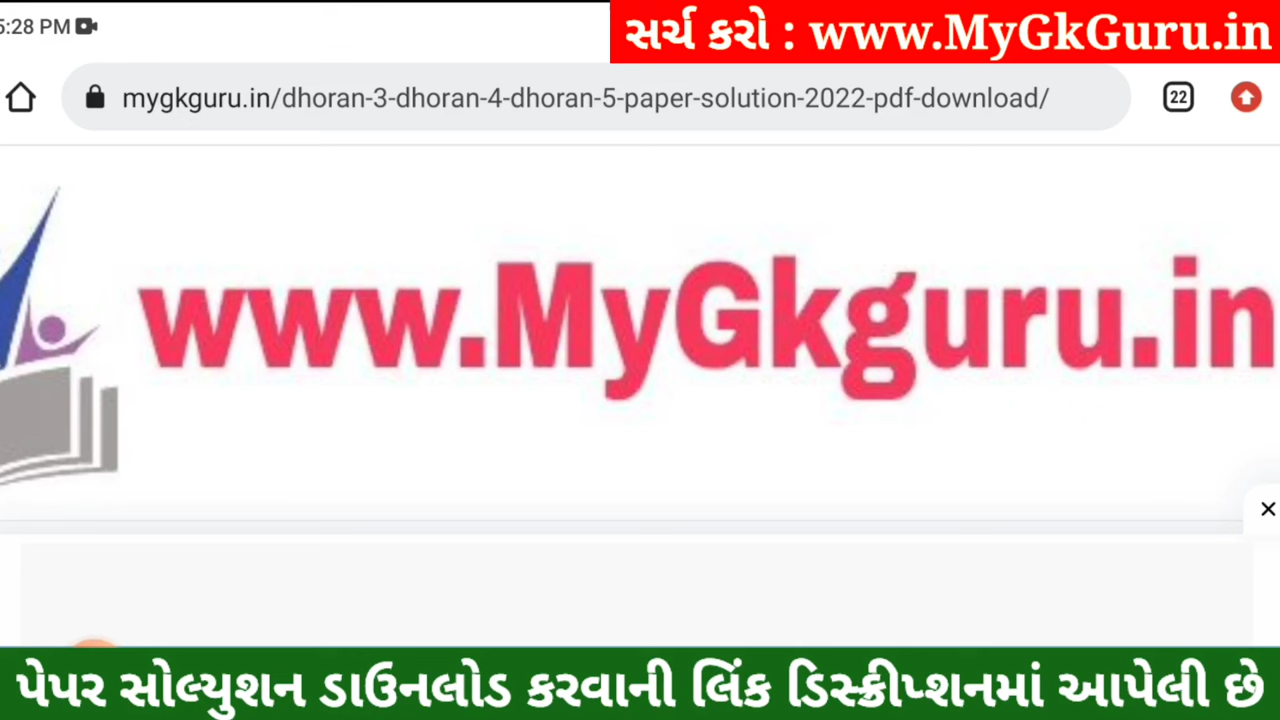 સર્ચ કરો : www.MyGkGuru.in
5:28 PM
mygkguru.in/dhoran-3-dhoran-4-dhoran-5-paper-solution-2022-pdf-download/
22
www.MyGkguru.in
પેપર સોલ્યુશન ડાઉનલોડ કરવાની લિંક ડિસ્ક્રીપ્શનમાં આપેલી છે